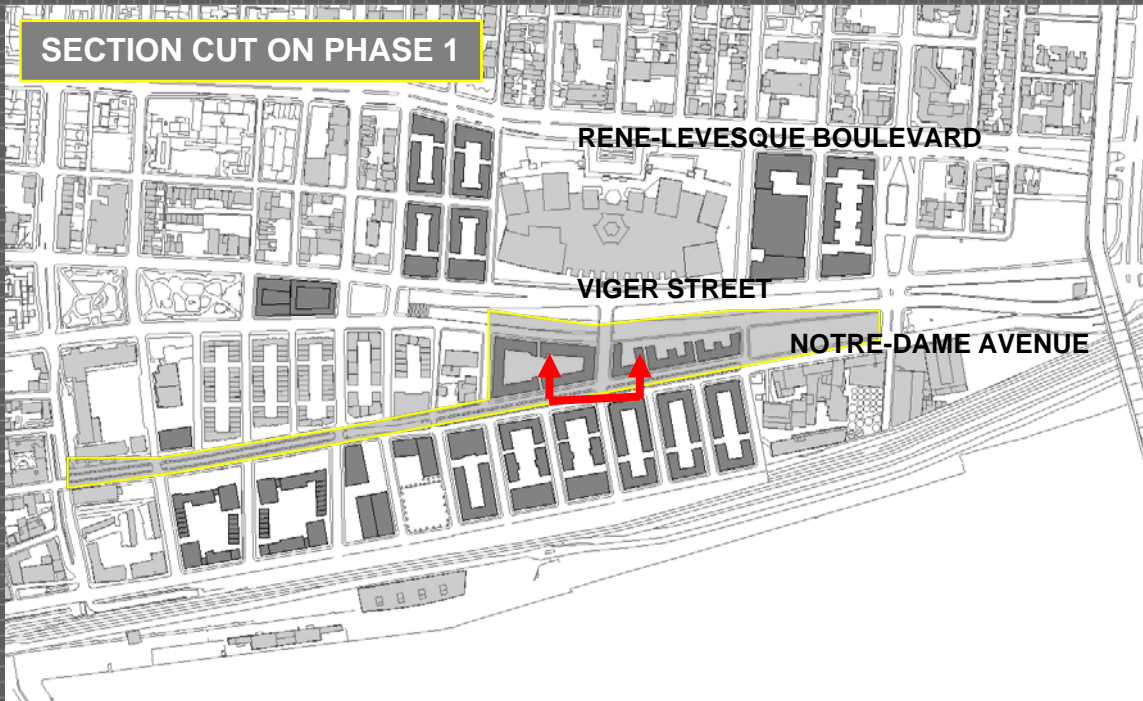 SECTION CUT ON PHASE 1
RENE-LEVESQUE BOULEVARD
VIGER STREET
NOTRE-DAME AVENUE